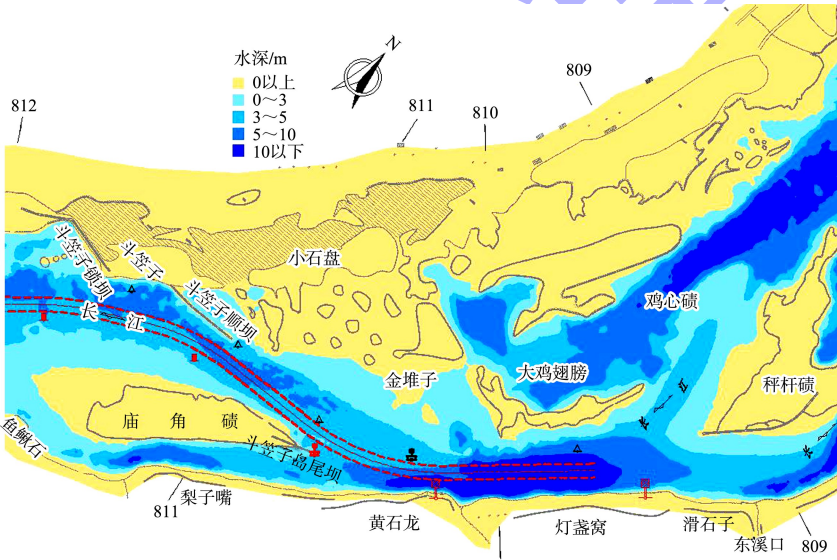 N
水深/m
0以上
0～3
3～5
5～10
10以下
812
811
810
809
斗笠子锁坝
斗笠子
斗笠子顺坝
小石盘
长江
鸡心碛
金堆子
大鸡翅膀
秤杆碛
庙角碛
鱼鳅石
斗笠子岛尾坝
长江
长
梨子嘴
811
黄石龙
灯盏窝
滑石子
东溪口
809